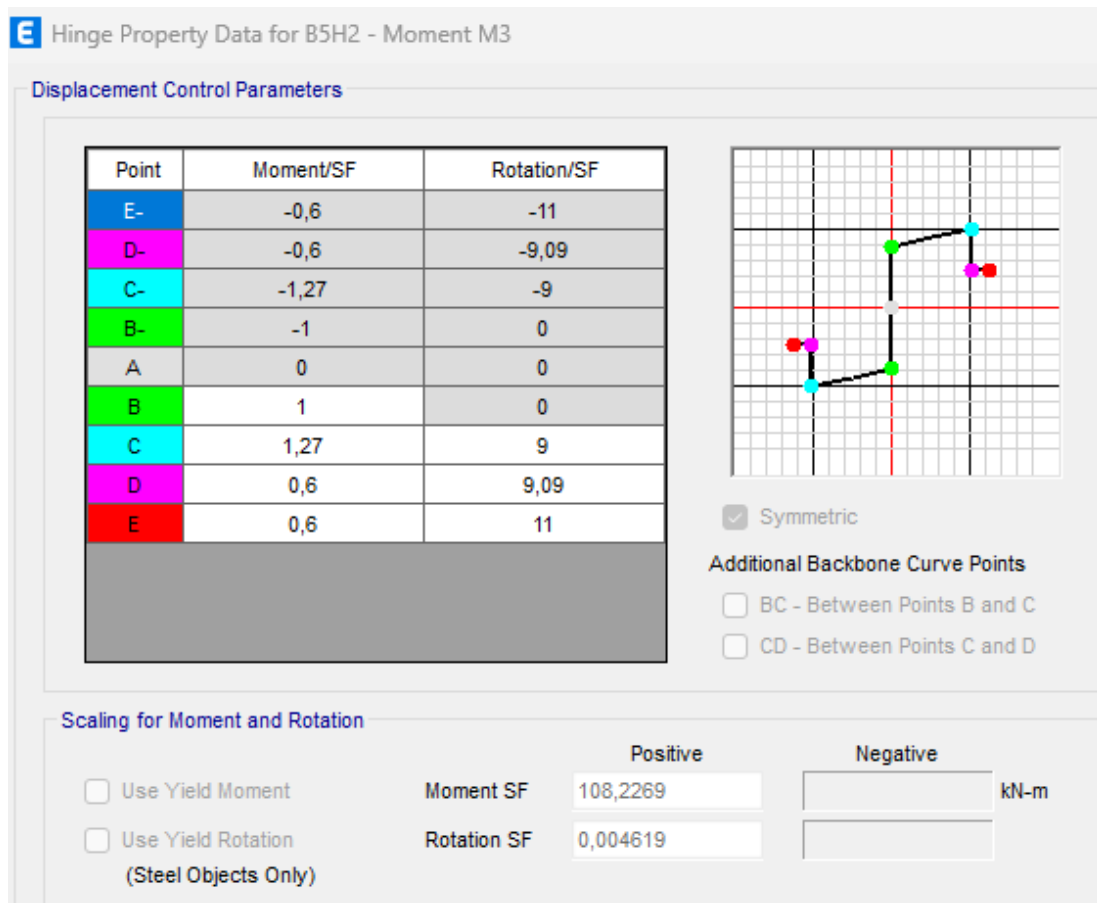 E Hinge Property Data for B5H2 - Moment M3
Displacement Control Parameters
Point Moment/SF Rotation/SF
E- -0,6 -11
D- -0,6 -9,09
C- -1,27 -9
B- -1 0
A 0 0
B 1 0
C 1,27 9
D 0,6 9,09
E 0,6 11
Symmetric
Additional Backbone Curve Points
BC - Between Points B and C
CD - Between Points C and D
Scaling for Moment and Rotation
Positive Negative
Use Yield Moment Moment SF 108,2269 kN-m
Use Yield Rotation Rotation SF 0,004619
(Steel Objects Only)